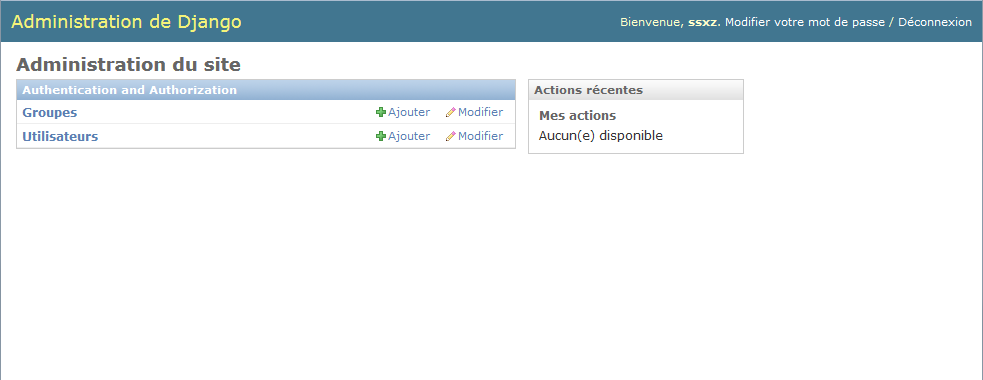 Administration de Django
Bienvenue, ssxz. Modifier votre mot de passe / Déconnexion
Administration du site
Authentication and Authorization
Groupes Ajouter Modifier
Utilisateurs Ajouter Modifier
Actions récentes
Mes actions
Aucun(e) disponible